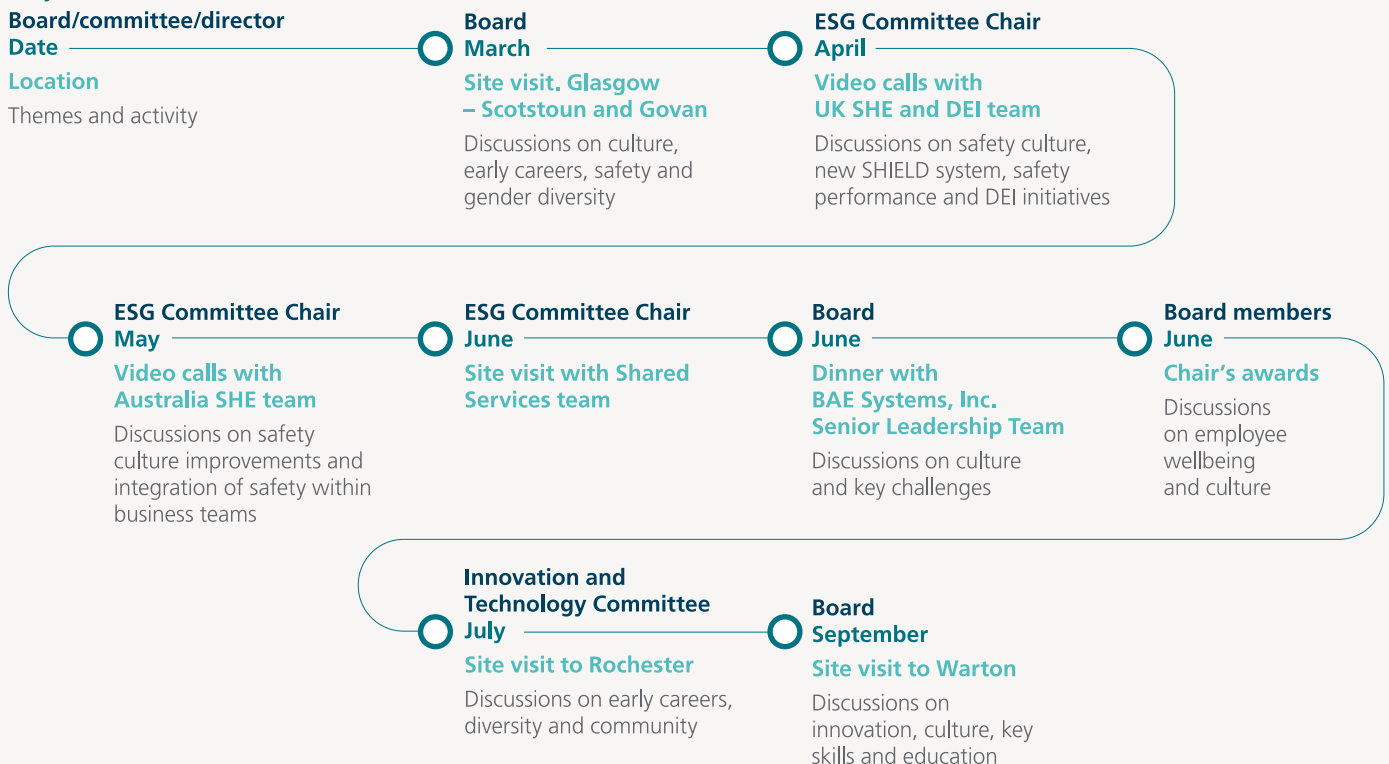 Board/committee/director
Date
Location
Themes and activity
Board
March
Site visit. Glasgow
– Scotstoun and Govan
Discussions on culture,
early careers, safety and
gender diversity
ESG Committee Chair
April
Video calls with
UK SHE and DEI team
Discussions on safety culture,
new SHIELD system, safety
performance and DEI initiatives
ESG Committee Chair
May
Video calls with
Australia SHE team
Discussions on safety
culture improvements and
integration of safety within
business teams
ESG Committee Chair
June
Site visit with Shared
Services team
Board
June
Dinner with
BAE Systems, Inc.
Senior Leadership Team
Discussions on culture
and key challenges
Board members
June
Chair's awards
Discussions
on employee
wellbeing
and culture
Innovation and
Technology Committee
July
Site visit to Rochester
Discussions on early careers,
diversity and community
Board
September
Site visit to Warton
Discussions on
innovation, culture, key
skills and education